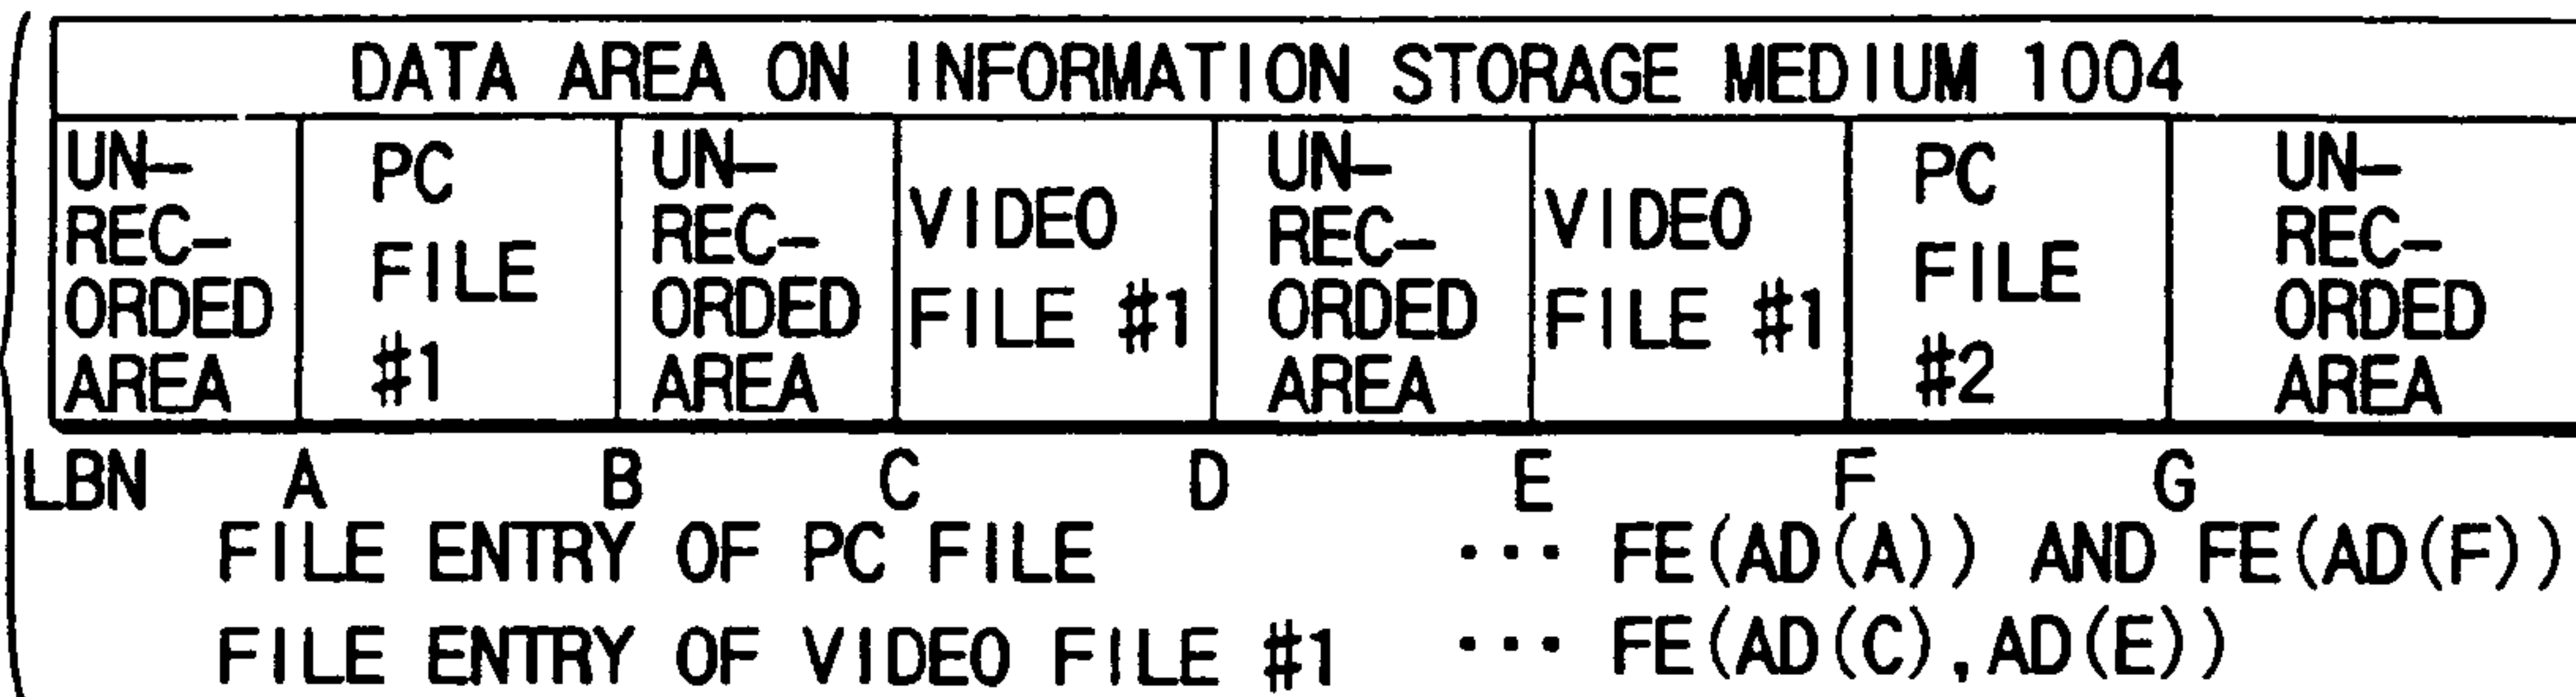 DATA AREA ON INFORMATION STORAGE MEDIUM 1004
UN-
REC-
ORDED
AREA
PC
FILE
#1
UN-
REC-
ORDED
AREA
VIDEO
FILE #1
UN-
REC-
ORDED
AREA
VIDEO
FILE #1
PC
FILE
#2
UN-
REC-
ORDED
AREA
LBN A B C D E F G
FILE ENTRY OF PC FILE ··· FE(AD(A)) AND FE(AD(F))
FILE ENTRY OF VIDEO FILE #1 ··· FE(AD(C),AD(E))